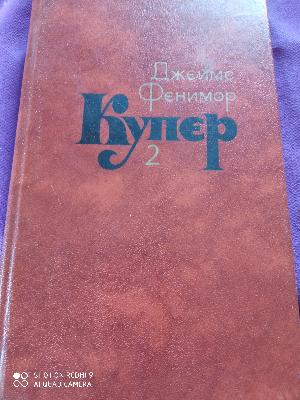 Джеймс
Фенимор
Купер
2
SHOT ON REDMI 9
AI QUAD CAMERA